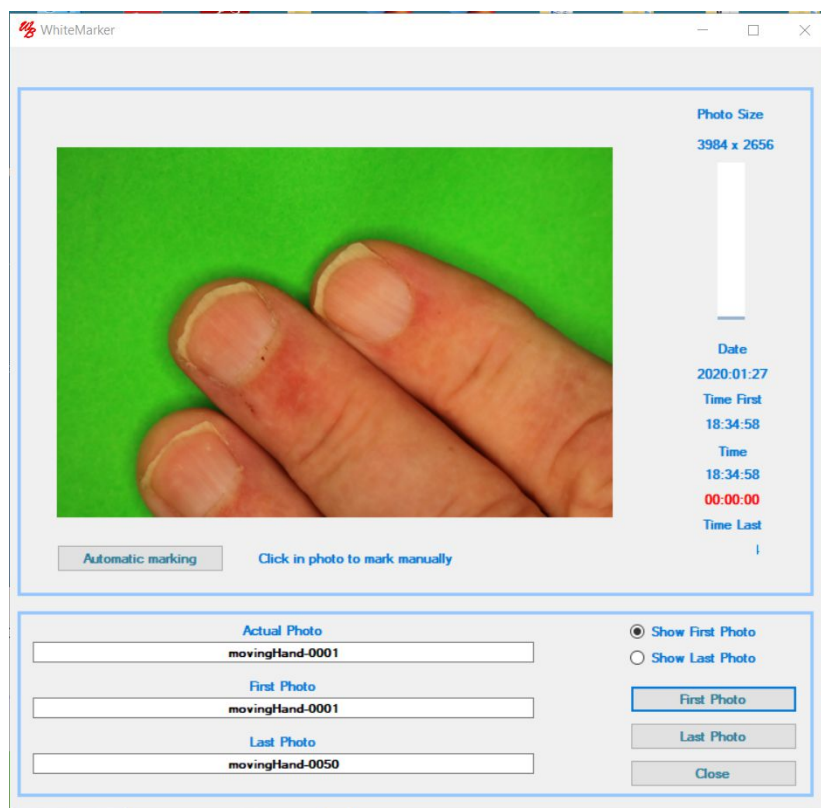 WhiteMarker
Photo Size
3984 x 2656
Date
2020:01:27
Time First
18:34:58
Time
18:34:58
00:00:00
Time Last
Automatic marking
Click in photo to mark manually
Actual Photo
movingHand-0001
First Photo
movingHand-0001
Last Photo
movingHand-0050
Show First Photo
Show Last Photo
First Photo
Last Photo
Close